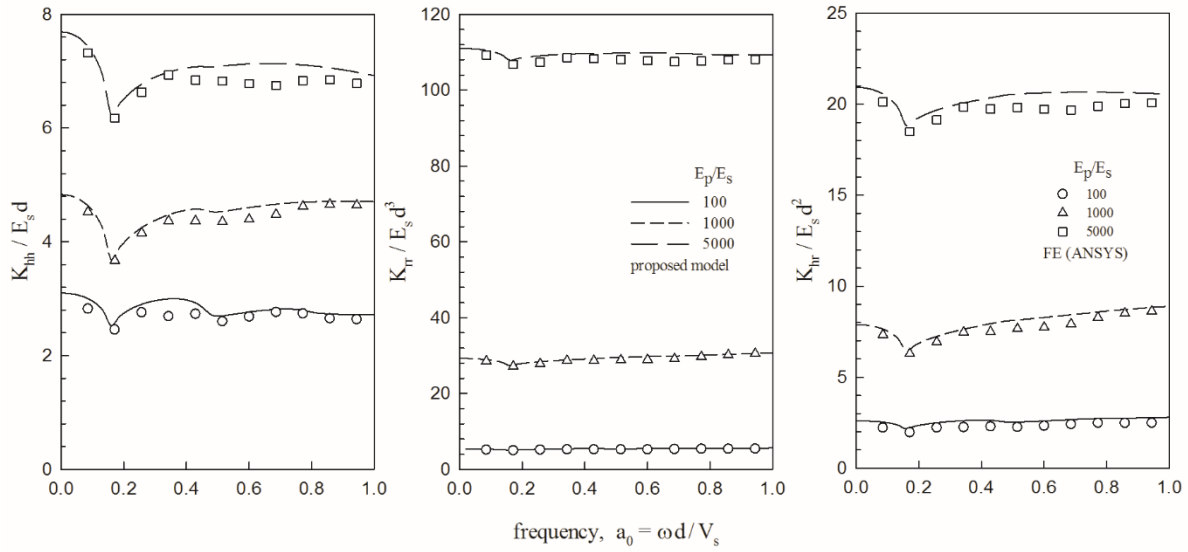 8
6
4
2
0
K_hh / E_s d
0.0 0.2 0.4 0.6 0.8 1.0
120
100
80
60
40
20
0
K_rr / E_s d^3
E_p/E_s
100
1000
5000
proposed model
0.0 0.2 0.4 0.6 0.8 1.0
25
20
15
10
5
0
K_hr / E_s d^2
E_p/E_s
100
1000
5000
FE (ANSYS)
0.0 0.2 0.4 0.6 0.8 1.0
frequency, a_0 = ωd/V_s